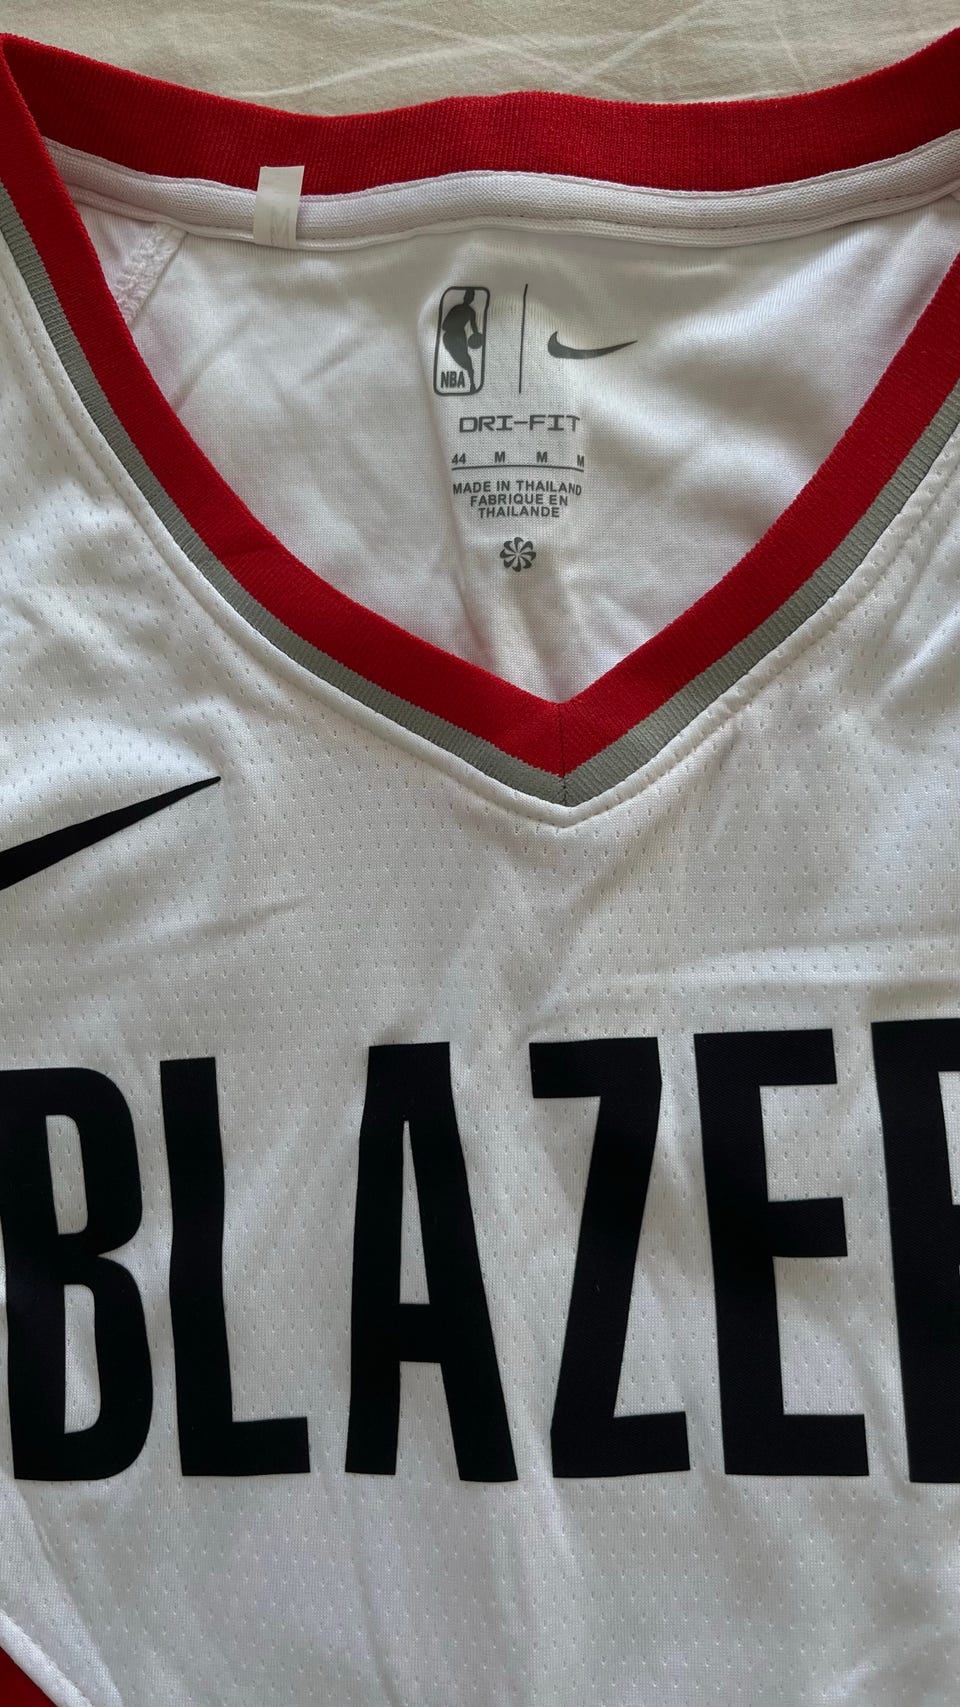 M
NBA
DRI-FIT
44 M M M
MADE IN THAILAND
FABRIQUE EN
THAILANDE
BLAZE